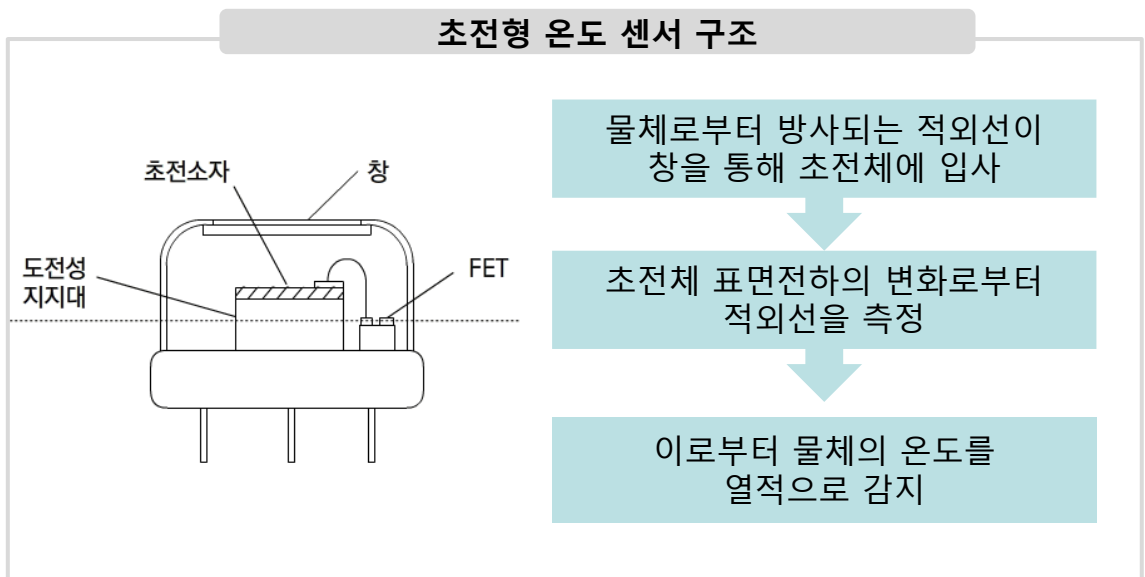 초전형 온도 센서 구조
초전소자
창
도전성
지지대
FET
물체로부터 방사되는 적외선이
창을 통해 초전체에 입사
초전체 표면전하의 변화로부터
적외선을 측정
이로부터 물체의 온도를
열적으로 감지